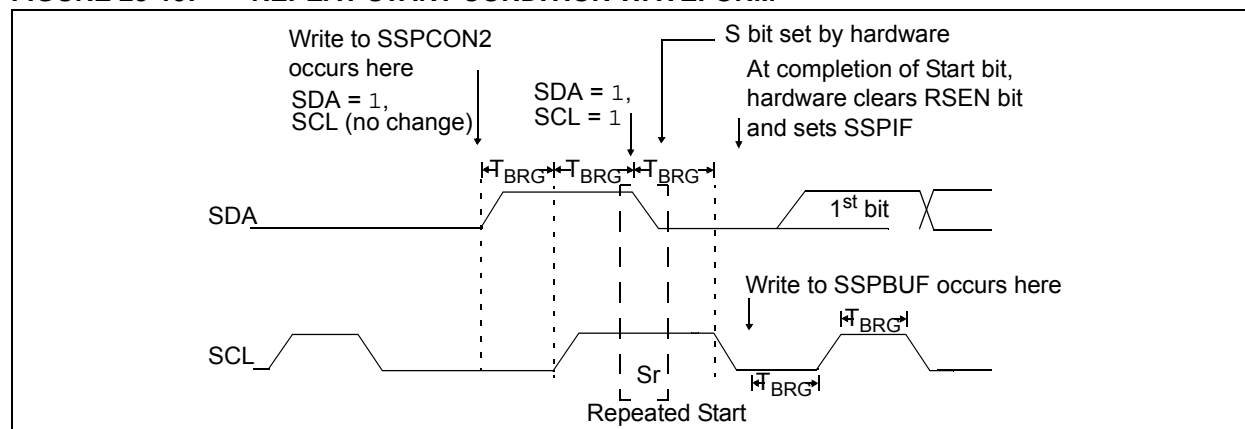 Write to SSPCON2
occurs here
SDA = 1,
SCL (no change)
SDA = 1,
SCL = 1
S bit set by hardware
At completion of Start bit,
hardware clears RSEN bit
and sets SSPIF
TBRG TBRG TBRG
SDA
1st bit
Write to SSPBUF occurs here
TBRG
SCL
Sr
TBRG
Repeated Start